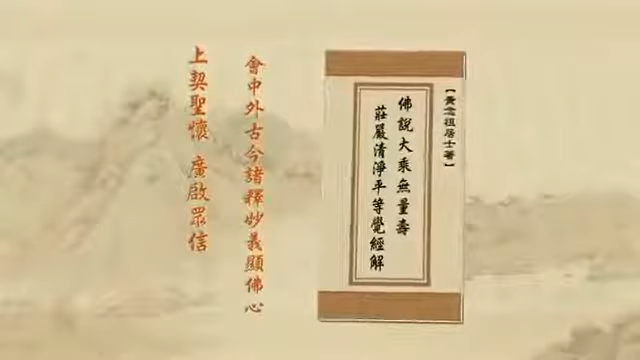 【黃念祖居士著】
佛說大乘無量壽
莊嚴清淨平等覺經解
會中外古今諸釋妙義顯佛心
上契聖懷 廣啟眾信